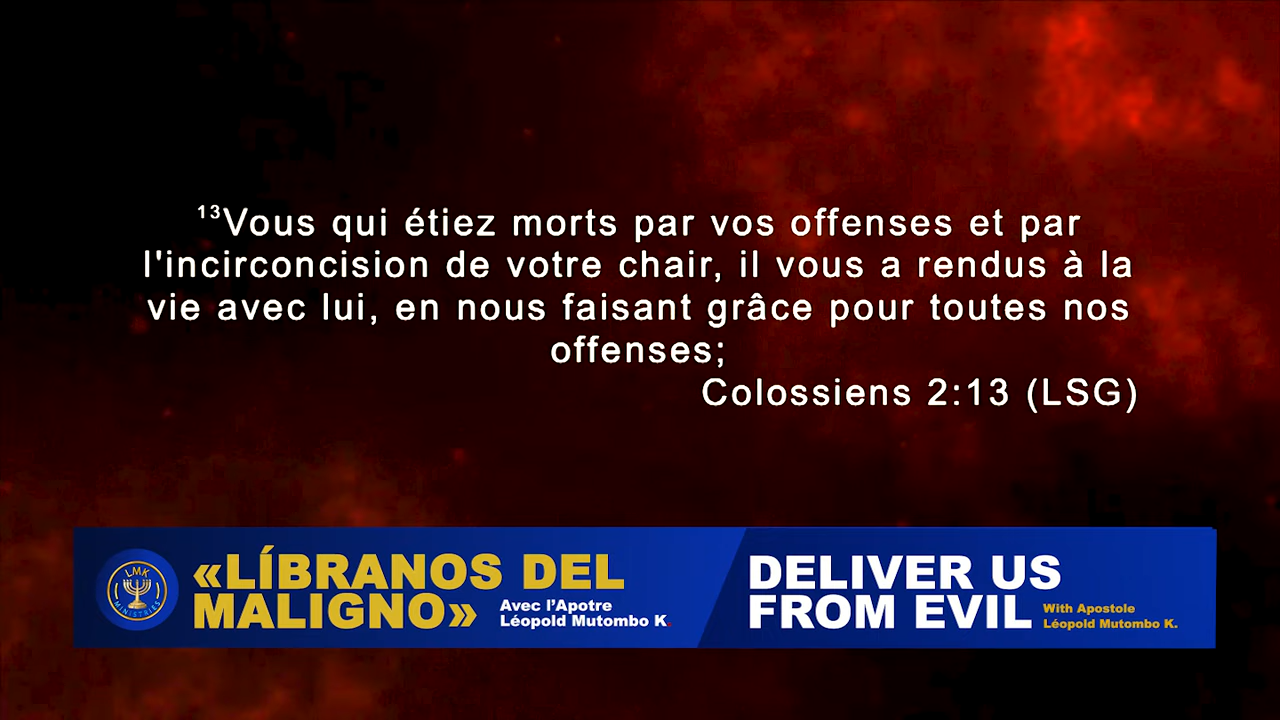 13Vous qui étiez morts par vos offenses et par
l'incirconcision de votre chair, il vous a rendus à la
vie avec lui, en nous faisant grâce pour toutes nos
offenses;
Colossiens 2:13 (LSG)
LMK
MINISTRIES
«LÍBRANOS DEL
MALIGNO»
Avec l’Apotre
Léopold Mutombo K.
DELIVER US
FROM EVIL
With Apostole
Léopold Mutombo K.